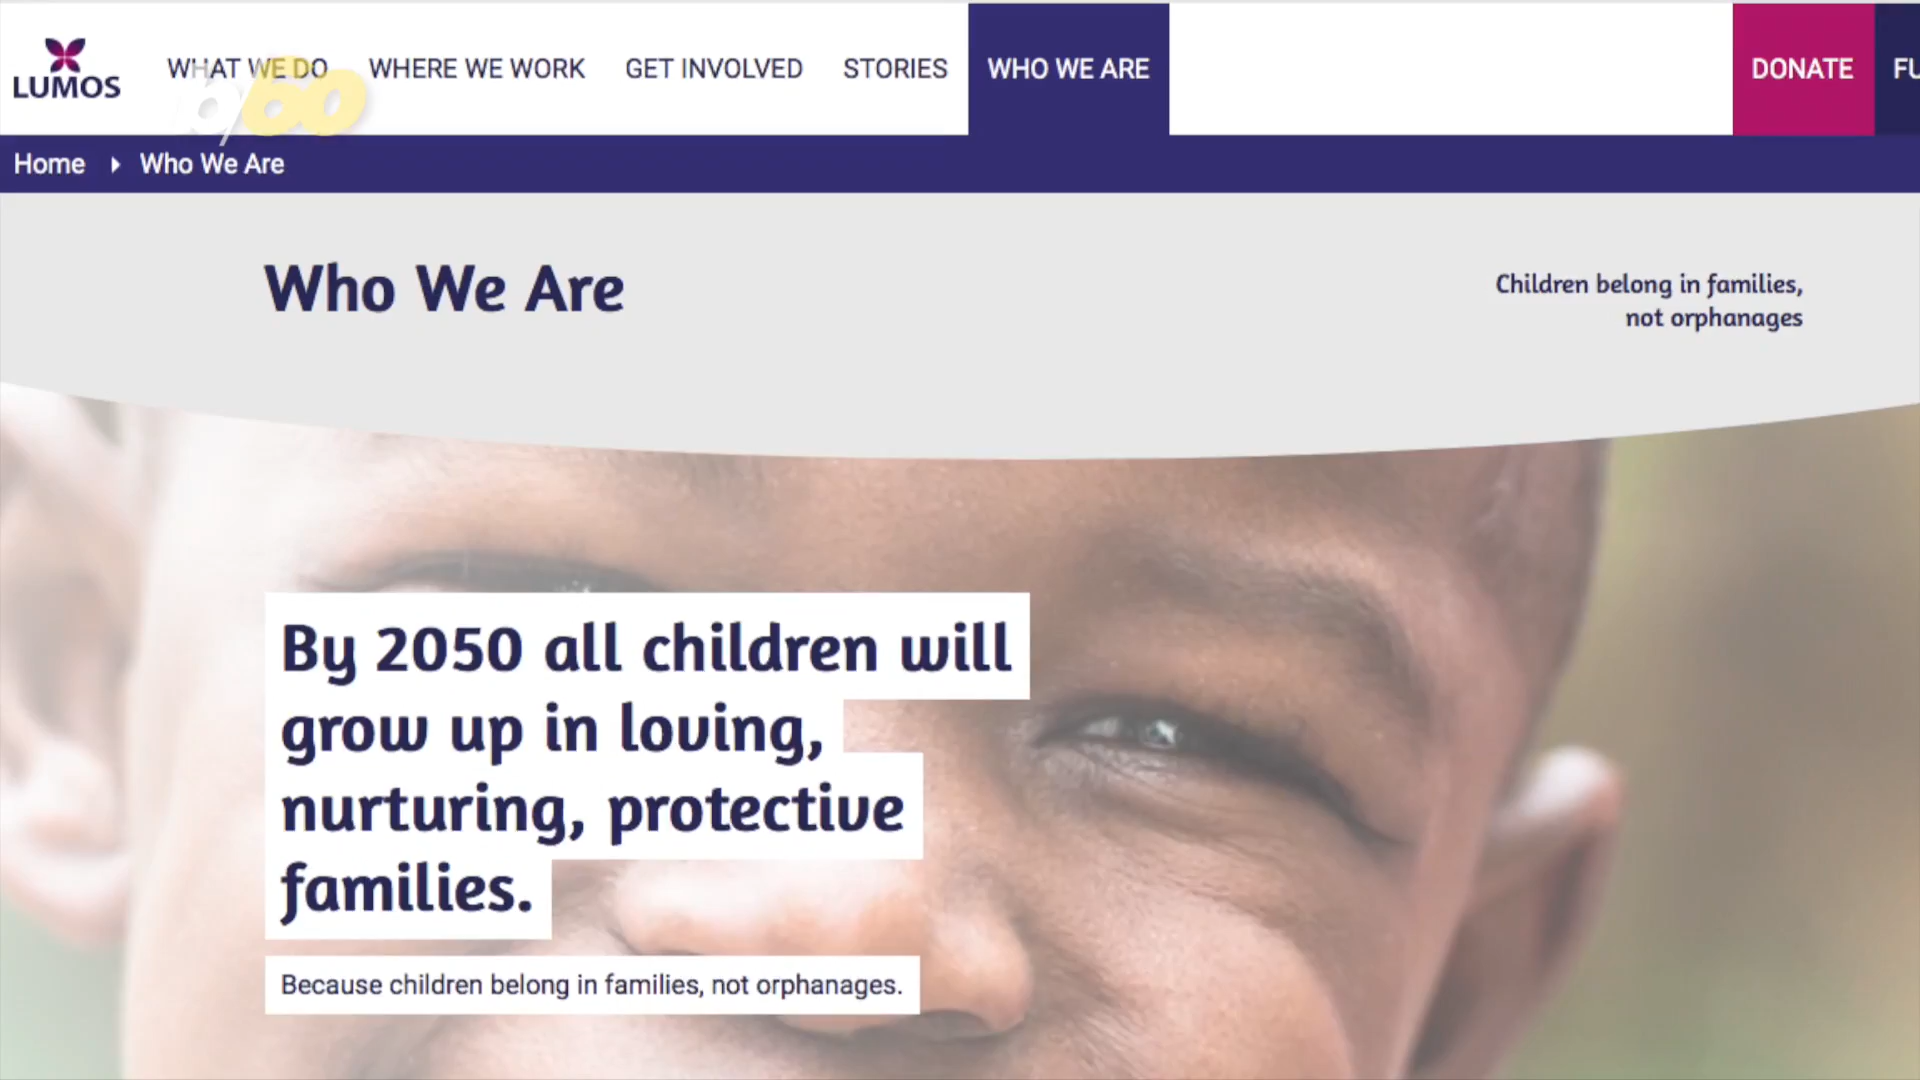 LUMOS
WHAT WE DO
WHERE WE WORK
GET INVOLVED
STORIES
WHO WE ARE
DONATE
FU
b/60
Home
Who We Are
Who We Are
Children belong in families,
not orphanages
By 2050 all children will
grow up in loving,
nurturing, protective
families.
Because children belong in families, not orphanages.